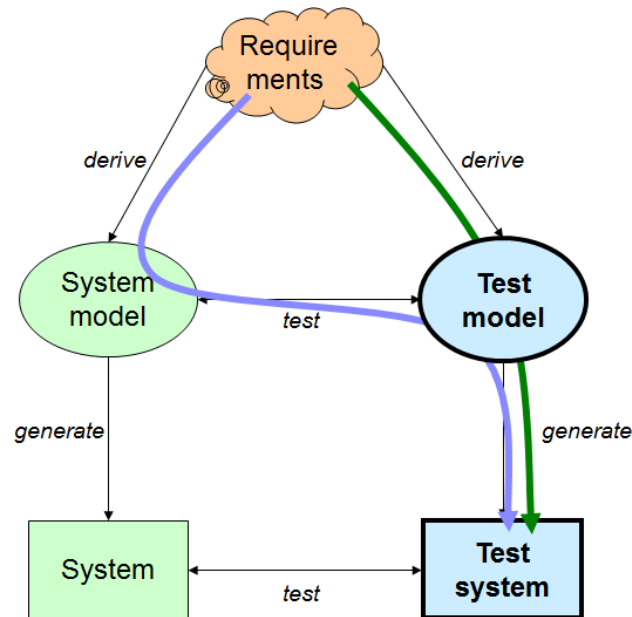 Require
ments
derive
derive
System
model
test
Test
model
generate
generate
System
test
Test
system